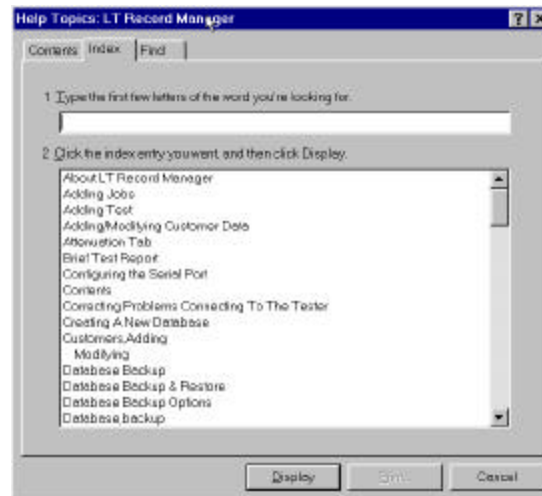 Help Topics: LT Record Manager
Contents Index Find
1 Type the first few letters of the word you're looking for.
2 Click the index entry you want, and then click Display.
About LT Record Manager
Adding Jobs
Adding Test
Adding/Modifying Customer Data
Attenuation Tab
Brief Test Report
Configuring the Serial Port
Contents
Correcting Problems Connecting To The Tester
Creating A New Database
Customers,Adding
Modifying
Database Backup
Database Backup & Restore
Database Backup Options
Database,backup
Display Print... Cancel